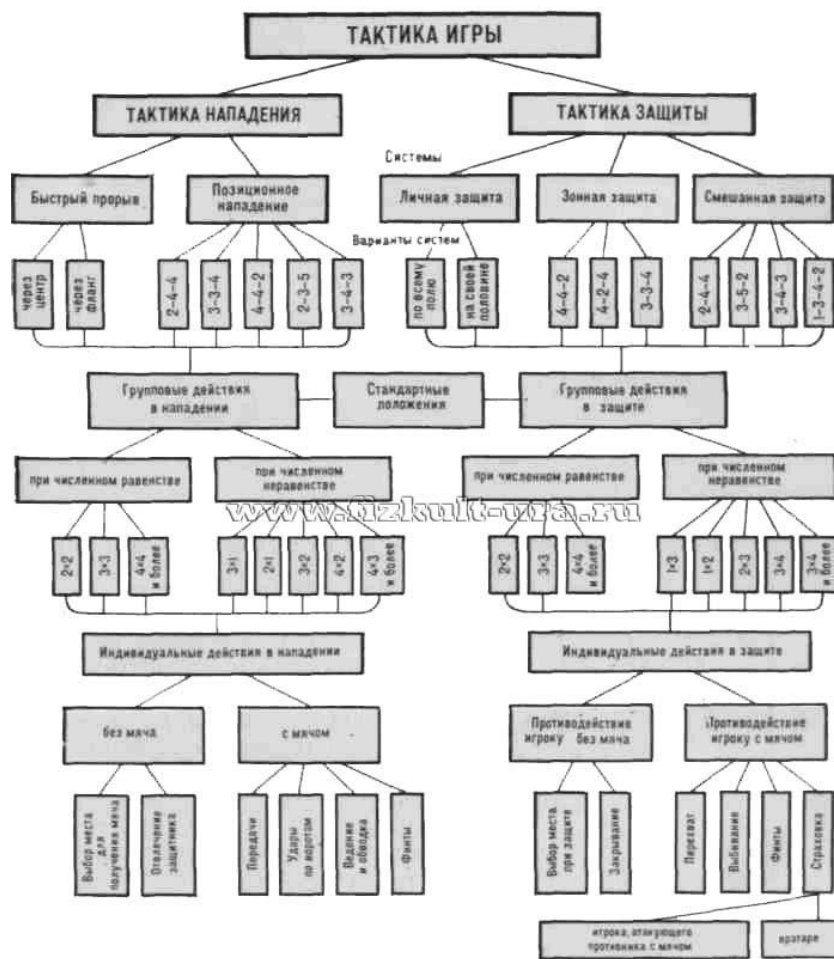 ТАКТИКА ИГРЫ
ТАКТИКА НАПАДЕНИЯ
ТАКТИКА ЗАЩИТЫ
Системы
Быстрый прорыв
Позиционное
нападение
Личная защита
Зонная защита
Смешанная защита
Варианты систем
через
центр
через
фланг
2-4-4
3-3-4
4-4-2
2-3-5
3-4-3
по всему
полю
на своей
половине
4-4-2
4-2-4
3-3-4
2-4-4
3-5-2
3-4-3
1-3-4-2
Групповые действия
в нападении
Стандартные
положения
Групповые действия
в защите
при численном равенстве
при численном
неравенстве
при численном равенстве
при численном
неравенстве
www.fizkult-ura.ru
2×2
3×3
4×4
и более
3×1
2×1
3×2
4×2
4×3
и более
2×2
3×3
4×4
и более
1×3
1×2
2×3
3×4
3×4
и более
Индивидуальные действия в нападении
Индивидуальные действия в защите
без мяча
с мячом
Противодействие
игроку без мяча
Противодействие
игроку с мячом
Выбор места
для
получения мяча
Отвлечение
защитника
Передачи
Удары
по воротам
Ведение
и обводка
Финты
Выбор места
при защите
Закрывание
Перехват
Выбивание
Финты
Страховка
игрока, атакующего
противника с мячом
вратаря